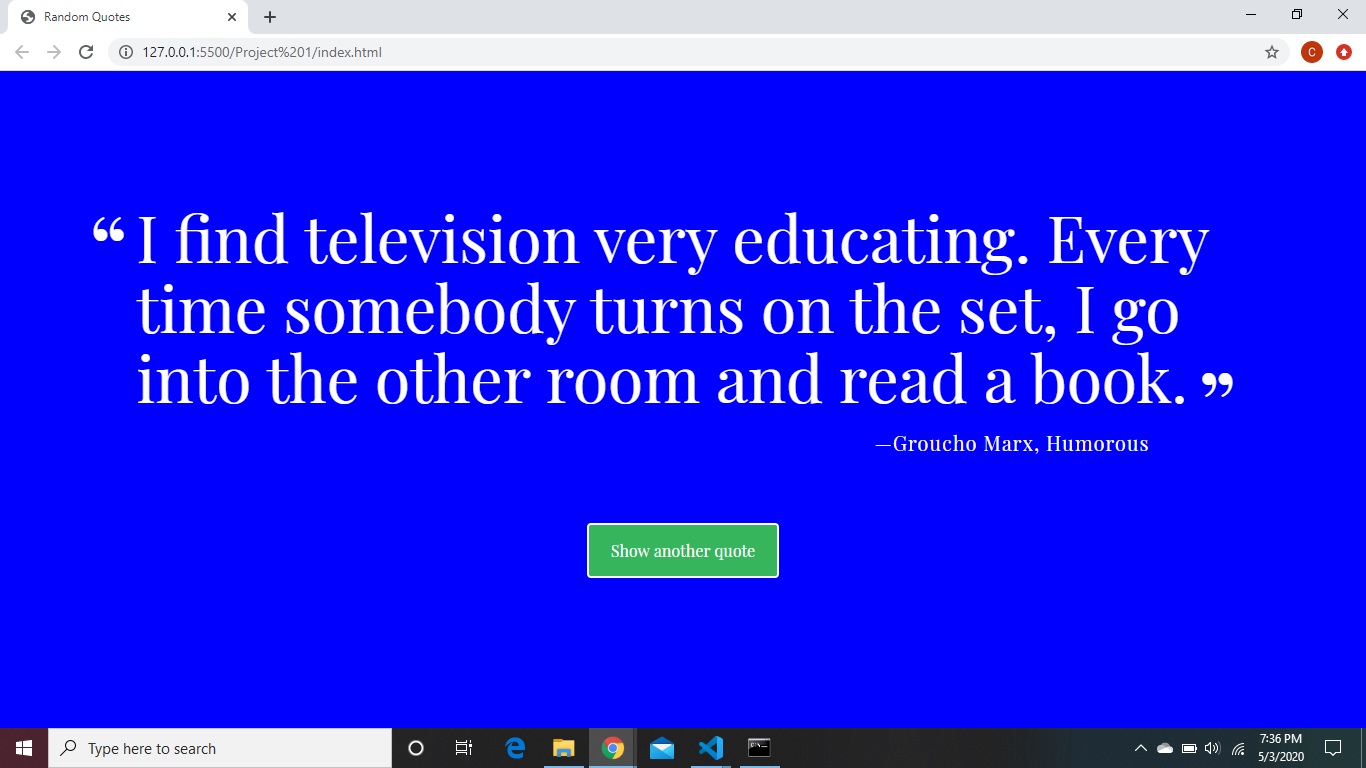 Random Quotes
127.0.0.1:5500/Project%201/index.html
C
“ I find television very educating. Every
time somebody turns on the set, I go
into the other room and read a book. ”
—Groucho Marx, Humorous
Show another quote
Type here to search
7:36 PM
5/3/2020